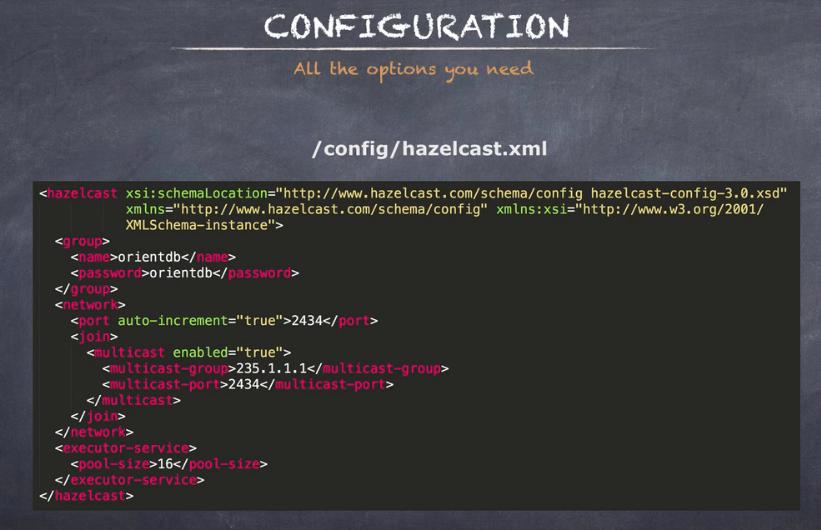 CONFIGURATION
All the options you need
/config/hazelcast.xml
<hazelcast xsi:schemaLocation="http://www.hazelcast.com/schema/config hazelcast-config-3.0.xsd"
xmlns="http://www.hazelcast.com/schema/config" xmlns:xsi="http://www.w3.org/2001/
XMLSchema-instance">
<group>
<name>orientdb</name>
<password>orientdb</password>
</group>
<network>
<port auto-increment="true">2434</port>
<join>
<multicast enabled="true">
<multicast-group>235.1.1.1</multicast-group>
<multicast-port>2434</multicast-port>
</multicast>
</join>
</network>
<executor-service>
<pool-size>16</pool-size>
</executor-service>
</hazelcast>